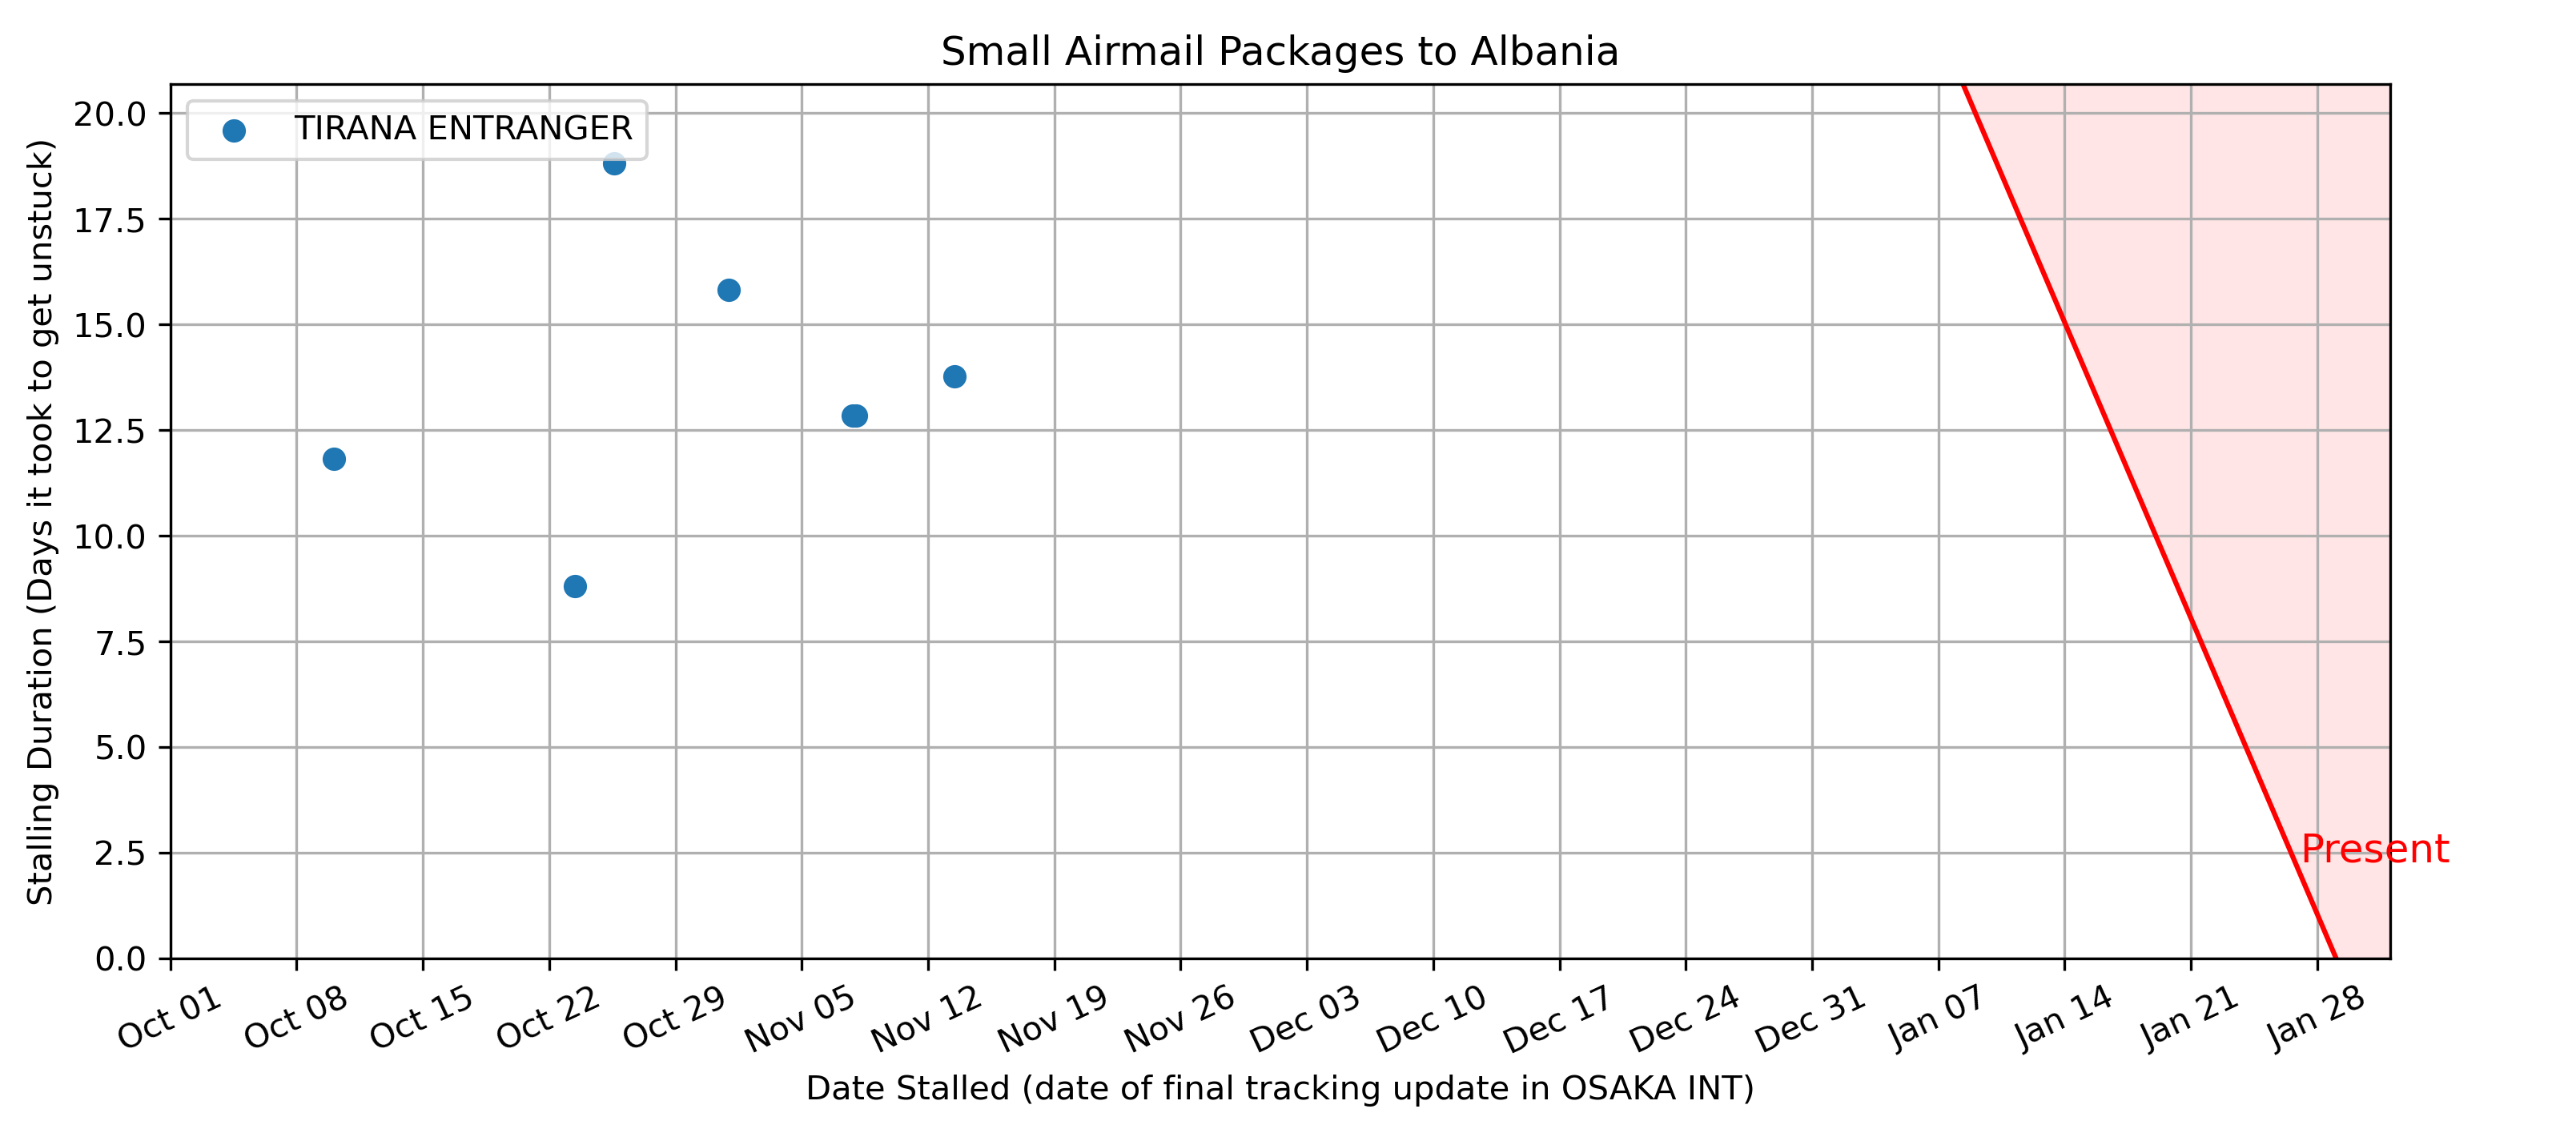 Small Airmail Packages to Albania
TIRANA ENTRANGER
Stalling Duration (Days it took to get unstuck)
20.0
17.5
15.0
12.5
10.0
7.5
5.0
2.5
0.0
Present
Oct 01
Oct 08
Oct 15
Oct 22
Oct 29
Nov 05
Nov 12
Nov 19
Nov 26
Dec 03
Dec 10
Dec 17
Dec 24
Dec 31
Jan 07
Jan 14
Jan 21
Jan 28
Date Stalled (date of final tracking update in OSAKA INT)